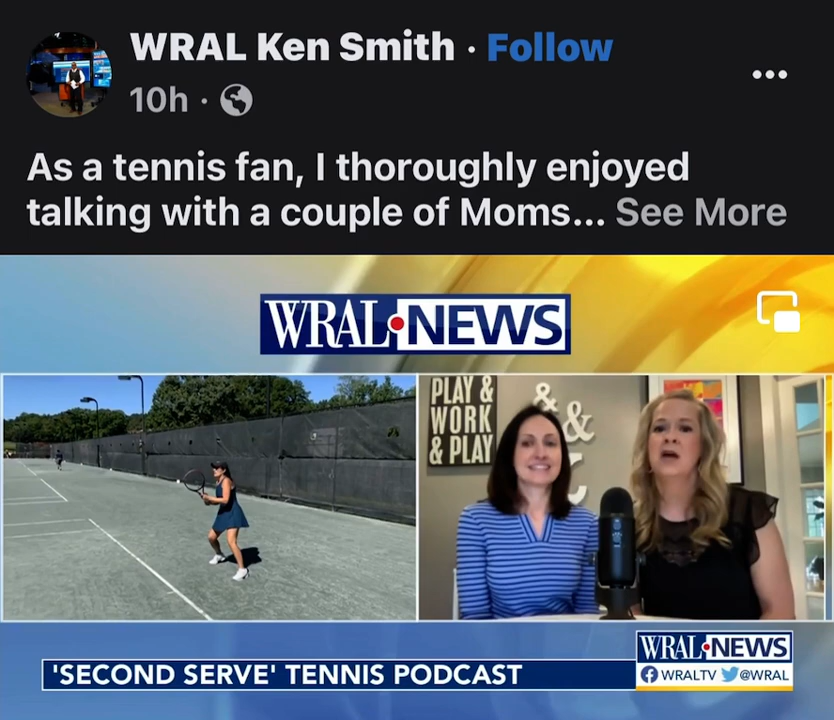 WRAL Ken Smith · Follow
10h ·
As a tennis fan, I thoroughly enjoyed
talking with a couple of Moms... See More
WRAL NEWS
PLAY &
WORK
& PLAY
&
&
'SECOND SERVE' TENNIS PODCAST
WRAL NEWS
WRALTV @WRAL